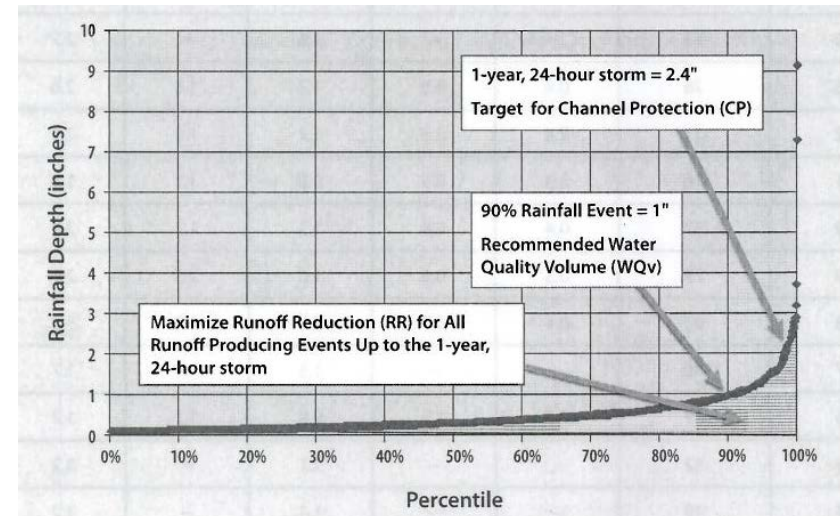 10
9
8
7
6
5
4
3
2
1
0
Rainfall Depth (inches)
1-year, 24-hour storm = 2.4"
Target for Channel Protection (CP)
90% Rainfall Event = 1"
Recommended Water
Quality Volume (WQv)
Maximize Runoff Reduction (RR) for All
Runoff Producing Events Up to the 1-year,
24-hour storm
0% 10% 20% 30% 40% 50% 60% 70% 80% 90% 100%
Percentile